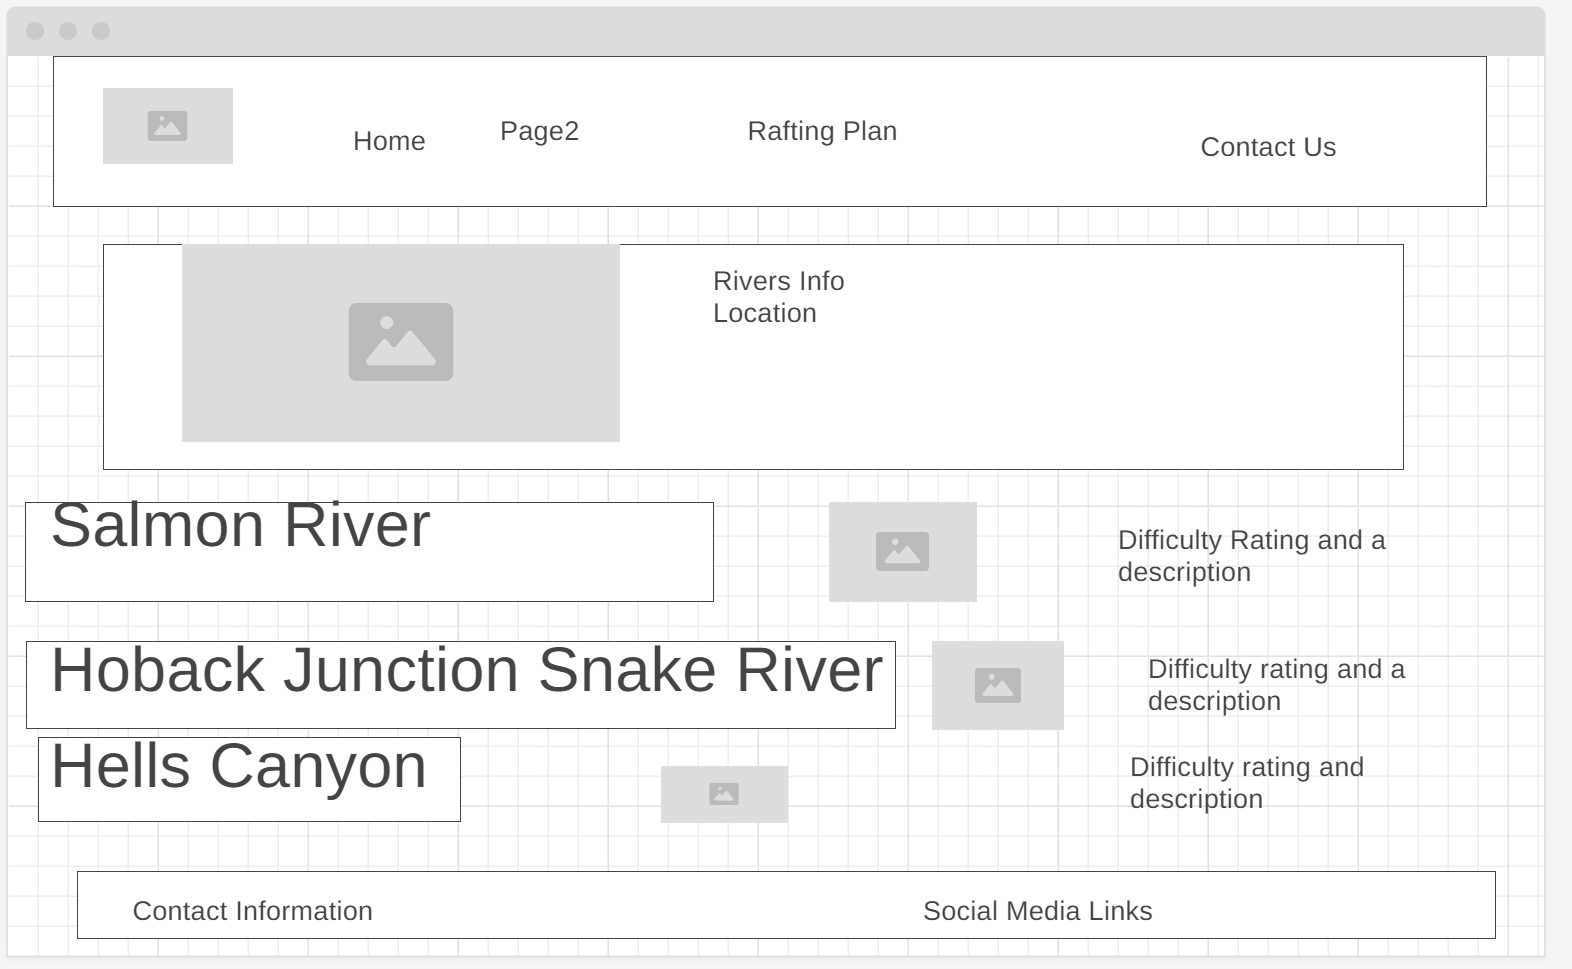 Home
Page2
Rafting Plan
Contact Us
Rivers Info
Location
Salmon River
Difficulty Rating and a
description
Hoback Junction Snake River
Difficulty rating and a
description
Hells Canyon
Difficulty rating and
description
Contact Information
Social Media Links